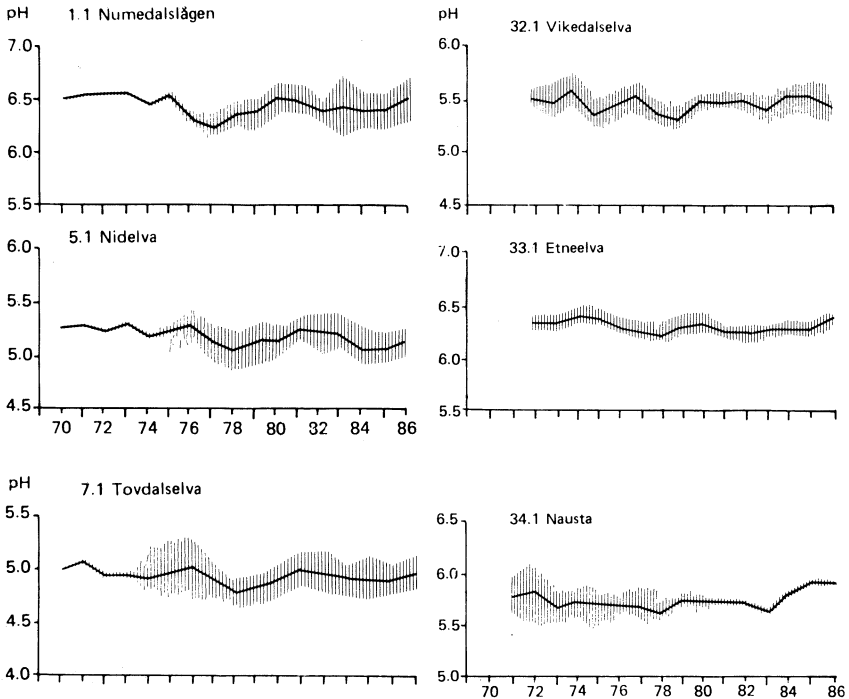 pH
1.1 Numedalslågen
7.0
6.5
6.0
5.5
5.1 Nidelva
6.0
5.5
5.0
4.5
70 72 74 76 78 80 32 84 86
pH
7.1 Tovdalselva
5.5
5.0
4.5
4.0
pH
32.1 Vikedalselva
6.0
5.5
5.0
4.5
33.1 Etneelva
7.0
6.5
6.0
5.5
34.1 Nausta
6.5
6.0
5.5
5.0
70 72 74 76 78 80 82 84 86